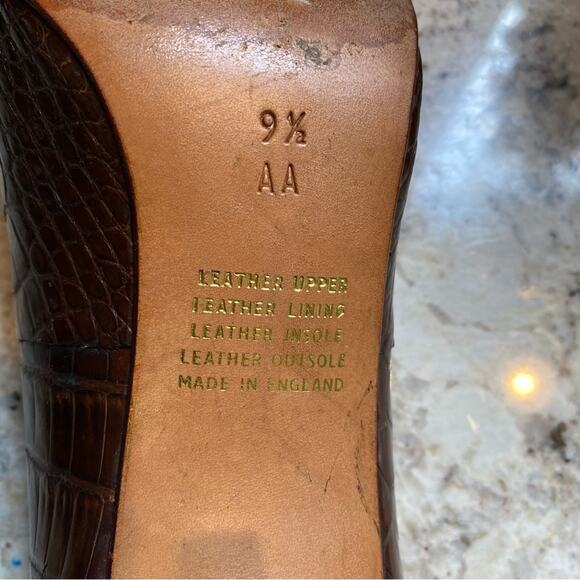 9½
AA
LEATHER UPPER
LEATHER LINING
LEATHER INSOLE
LEATHER OUTSOLE
MADE IN ENGLAND